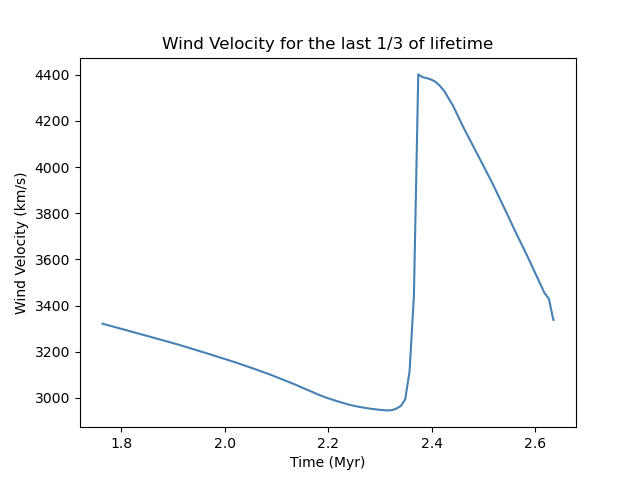 Wind Velocity for the last 1/3 of lifetime
4400
4200
4000
3800
3600
3400
3200
3000
Wind Velocity (km/s)
1.8 2.0 2.2 2.4 2.6
Time (Myr)